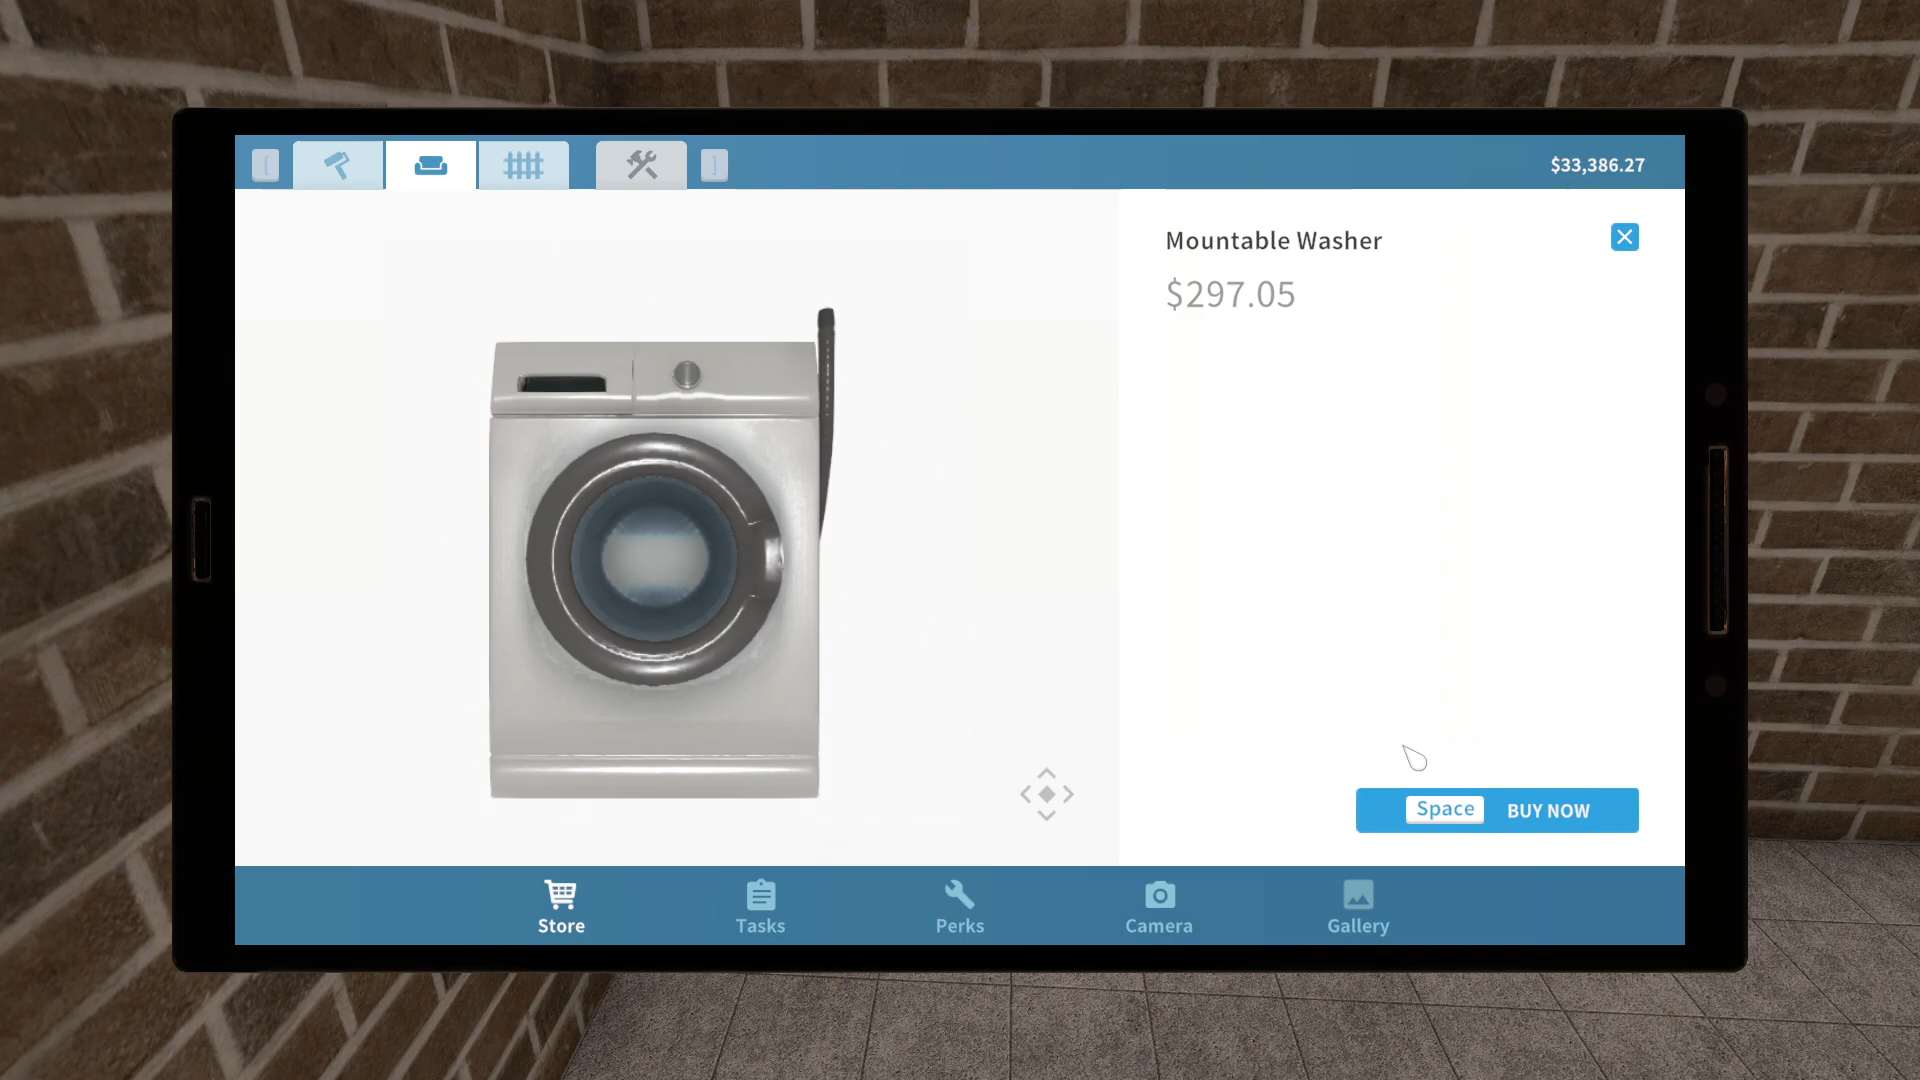 [
]
$33,386.27
Mountable Washer
$297.05
Space BUY NOW
Store
Tasks
Perks
Camera
Gallery